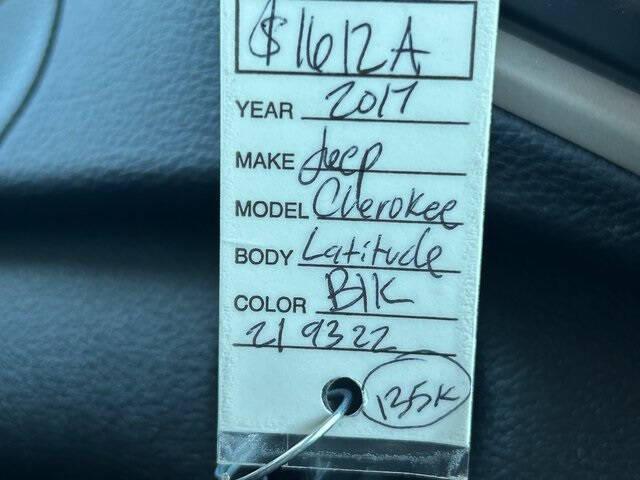 $1612A
YEAR 2017
MAKE Jeep
MODEL Cherokee
BODY Latitude
COLOR Blk
219322
135K